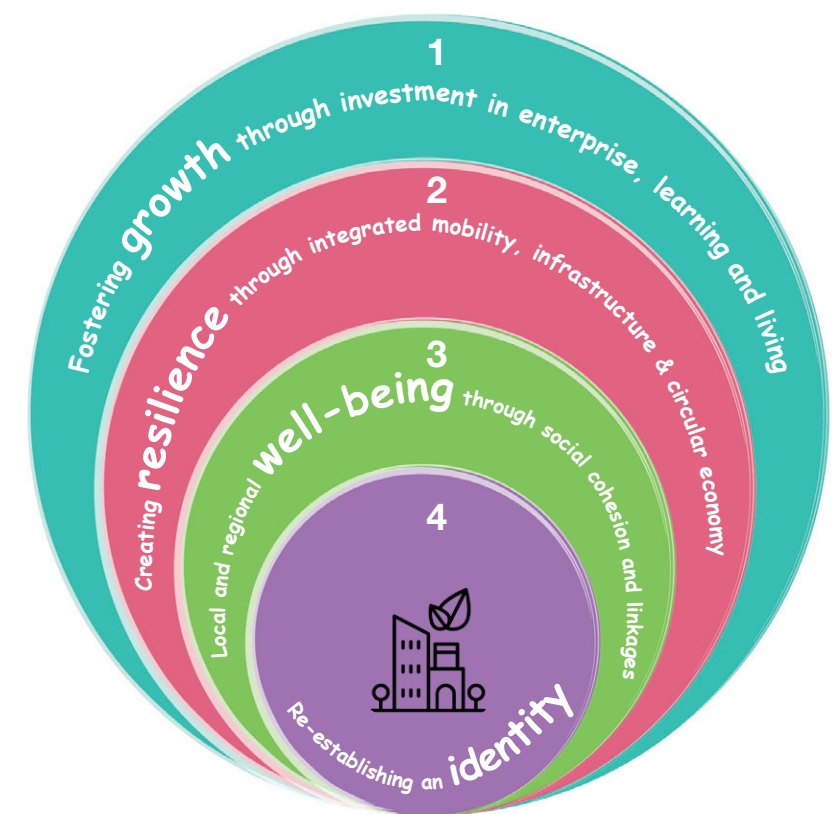 1
Fostering growth through investment in enterprise, learning and living
2
Creating resilience through integrated mobility, infrastructure & circular economy
3
Local and regional well-being through social cohesion and linkages
4
Re-establishing an identity